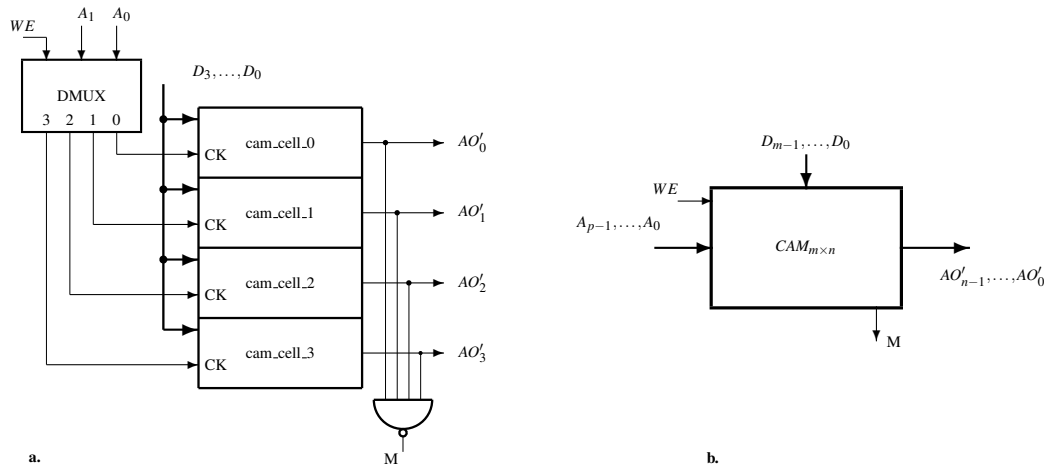 WE
A₁ A₀
DMUX
3 2 1 0
D₃,...,D₀
cam_cell_0
CK
AO′₀
cam_cell_1
CK
AO′₁
cam_cell_2
CK
AO′₂
cam_cell_3
CK
AO′₃
M
a.
Dₘ₋₁,...,D₀
WE
Aₚ₋₁,...,A₀
CAMₘₓₙ
AO′ₙ₋₁,...,AO′₀
M
b.